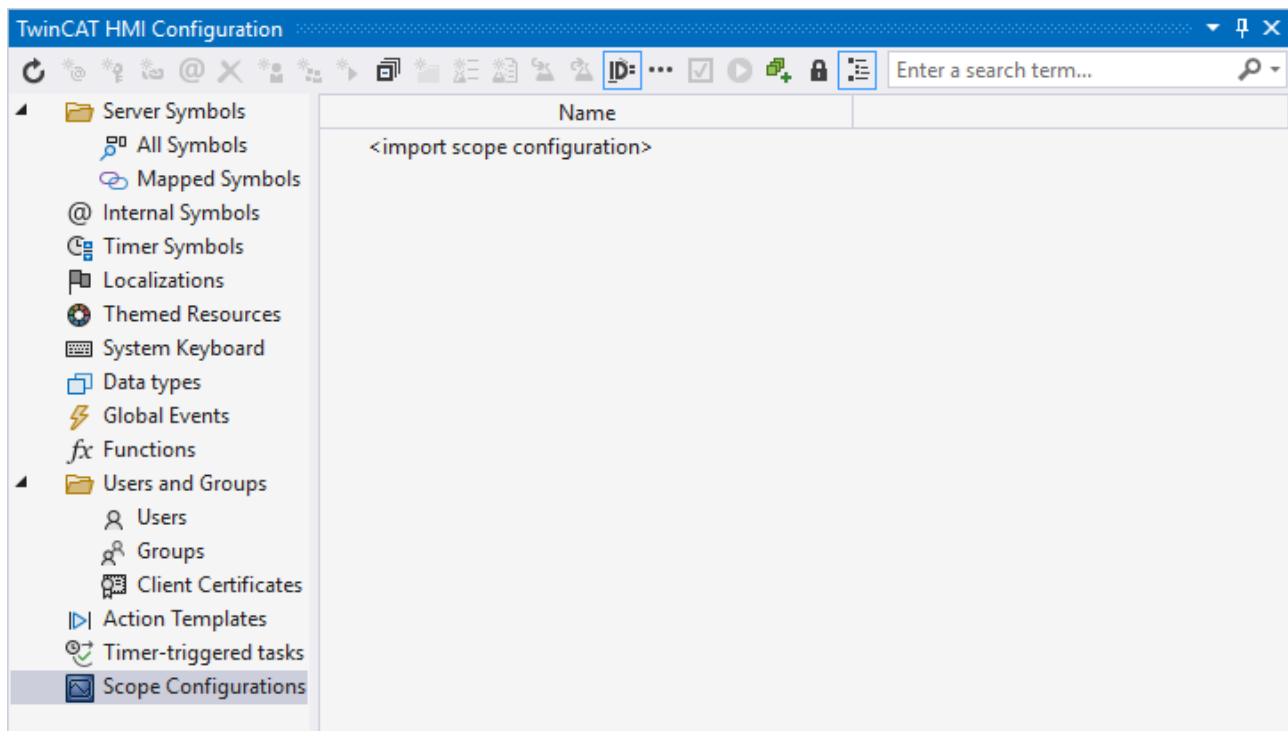 TwinCAT HMI Configuration
ID: Enter a search term...
Server Symbols
All Symbols
Mapped Symbols
@ Internal Symbols
Timer Symbols
Localizations
Themed Resources
System Keyboard
Data types
Global Events
fx Functions
Users and Groups
Users
Groups
Client Certificates
Action Templates
Timer-triggered tasks
Scope Configurations
Name
<import scope configuration>